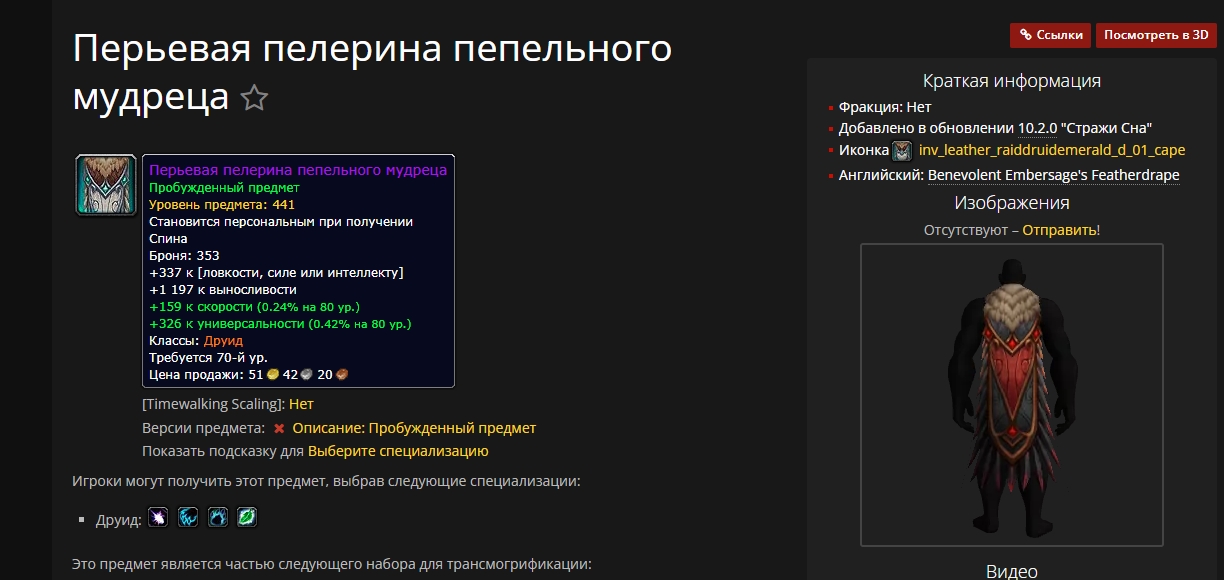 Перьевая пелерина пепельного
мудреца
Перьевая пелерина пепельного мудреца
Пробужденный предмет
Уровень предмета: 441
Становится персональным при получении
Спина
Броня: 353
+337 к [ловкости, силе или интеллекту]
+1 197 к выносливости
+159 к скорости (0.24% на 80 ур.)
+326 к универсальности (0.42% на 80 ур.)
Классы: Друид
Требуется 70-й ур.
Цена продажи: 51 42 20
[Timewalking Scaling]: Нет
Версии предмета: Описание: Пробужденный предмет
Показать подсказку для Выберите специализацию
Игроки могут получить этот предмет, выбрав следующие специализации:
Друид:
Это предмет является частью следующего набора для трансмогрификации:
Ссылки
Посмотреть в 3D
Краткая информация
Фракция: Нет
Добавлено в обновлении 10.2.0 "Стражи Сна"
Иконка inv_leather_raiddruidemerald_d_01_cape
Английский: Benevolent Embersage's Featherdrape
Изображения
Отсутствуют – Отправить!
Видео